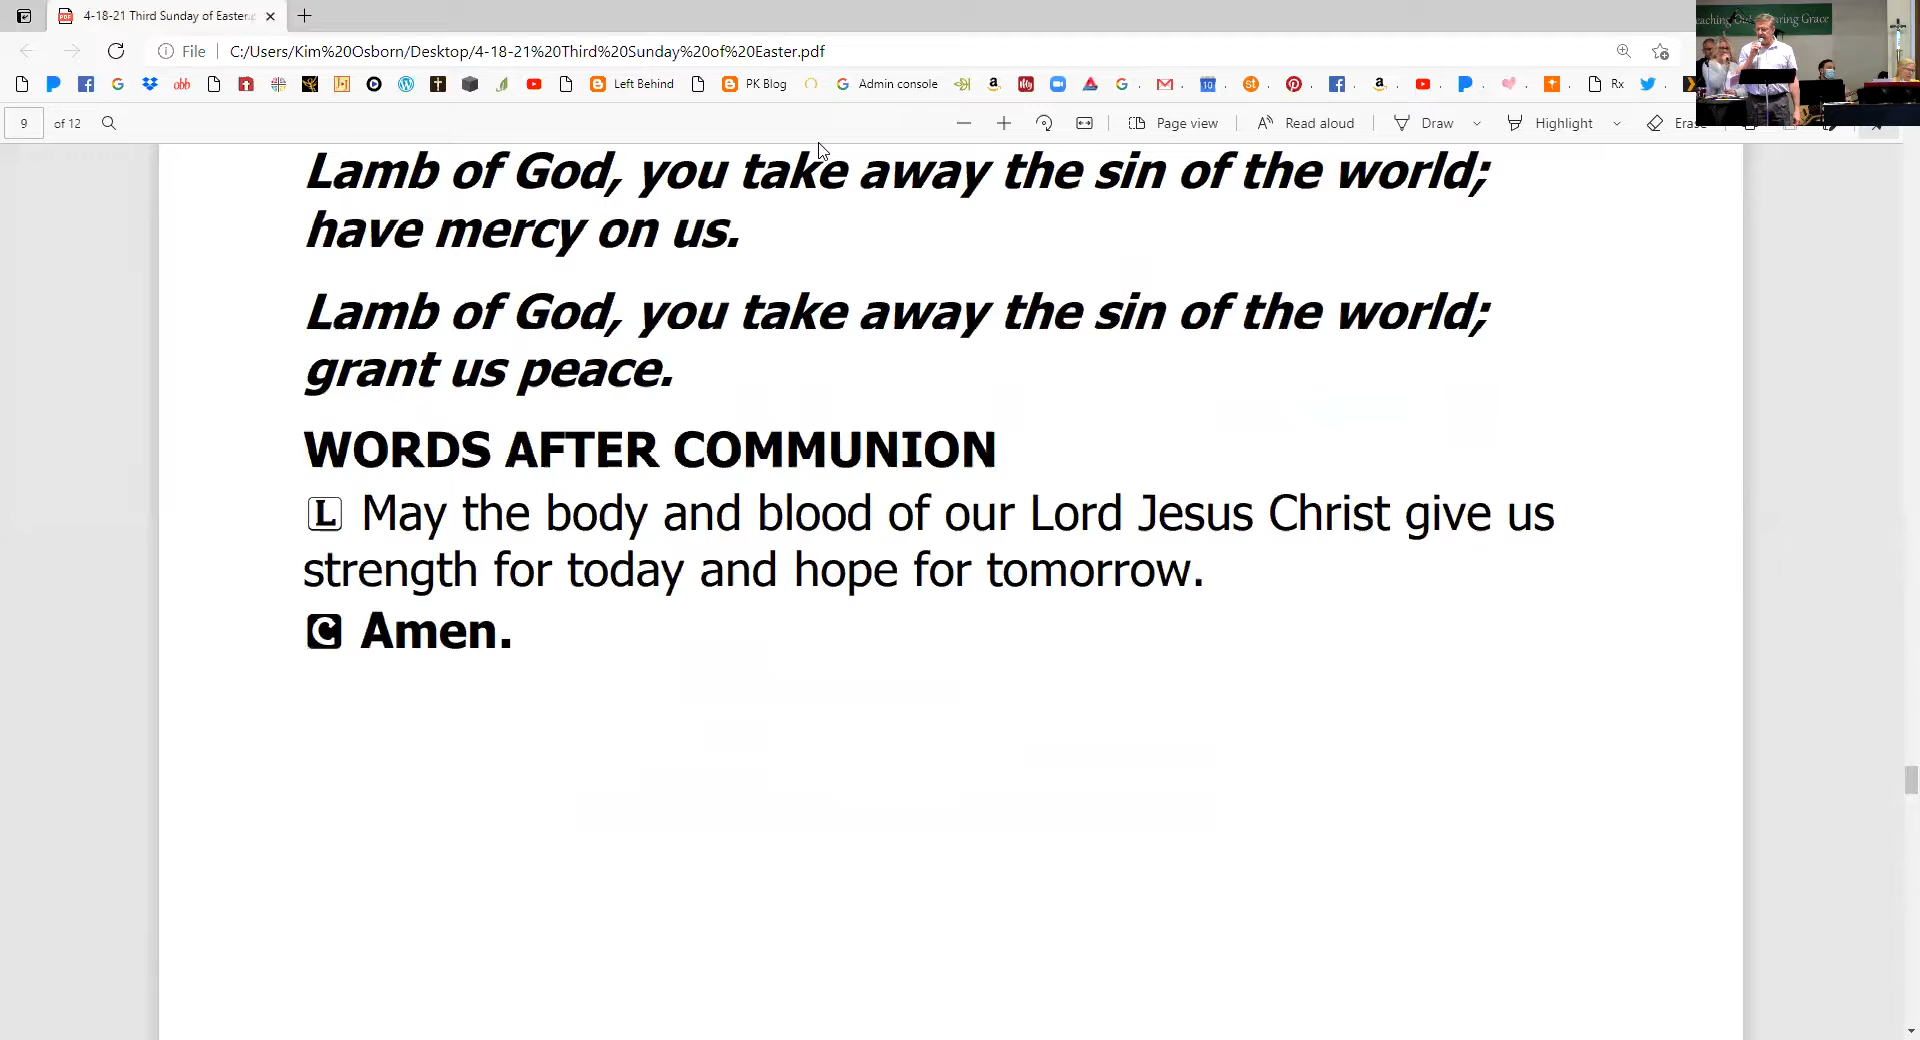 4-18-21 Third Sunday of Easter.p
File C:/Users/Kim%20Osborn/Desktop/4-18-21%20Third%20Sunday%20of%20Easter.pdf
abb Left Behind PK Blog Admin console Rx
9 of 12 Page view Read aloud Draw Highlight Erase
Lamb of God, you take away the sin of the world;
have mercy on us.
Lamb of God, you take away the sin of the world;
grant us peace.
WORDS AFTER COMMUNION
L May the body and blood of our Lord Jesus Christ give us
strength for today and hope for tomorrow.
C Amen.